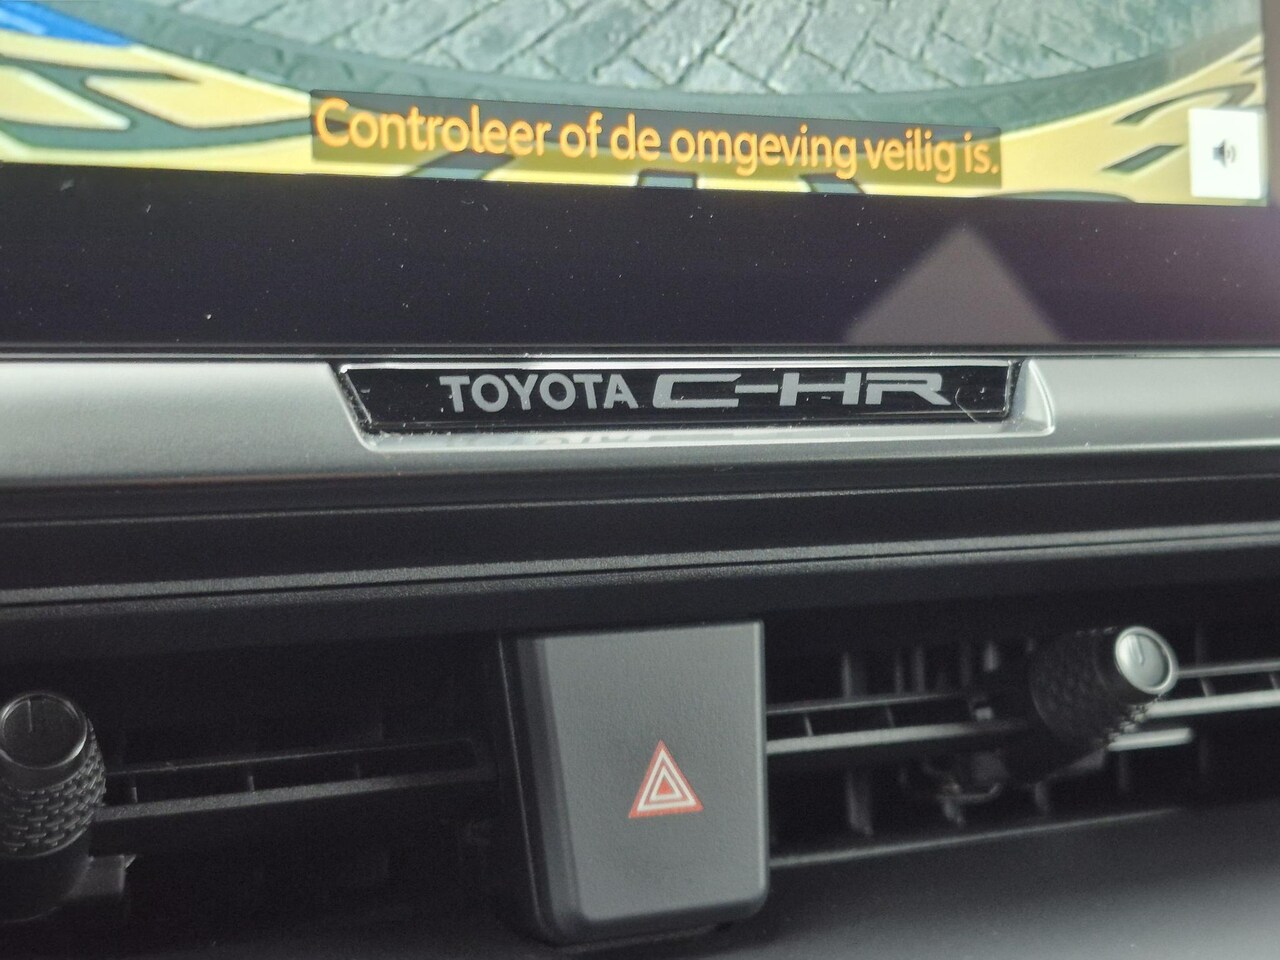 Controleer of de omgeving veilig is.
TOYOTA C-HR